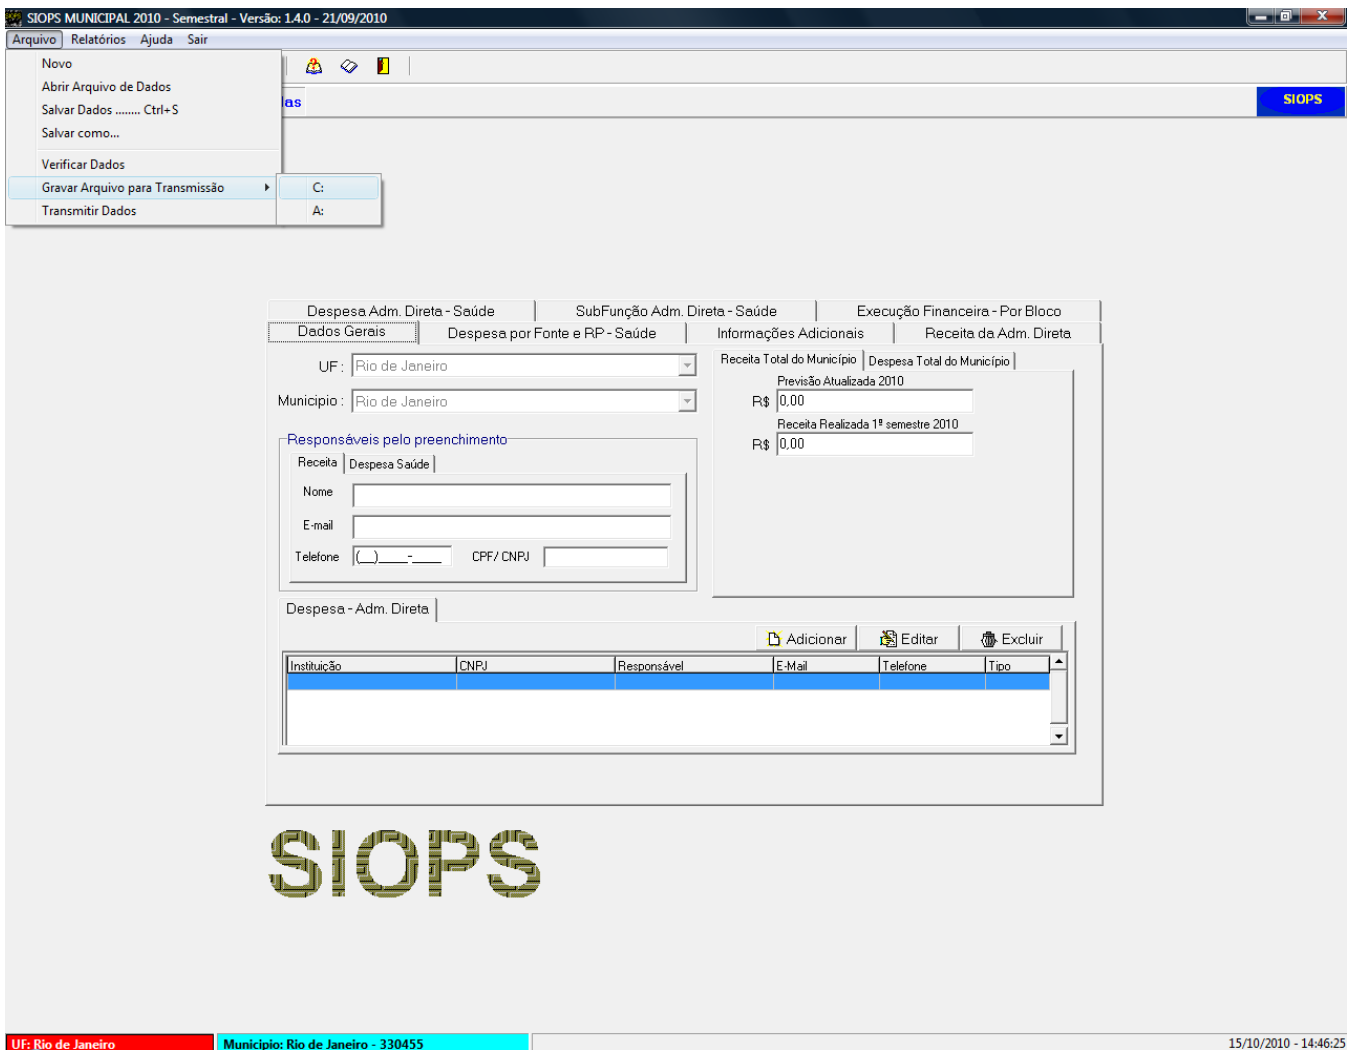 SIOPS MUNICIPAL 2010 - Semestral - Versão: 1.4.0 - 21/09/2010
Arquivo Relatórios Ajuda Sair
Novo
Abrir Arquivo de Dados
Salvar Dados ........ Ctrl+S
Salvar como...
Verificar Dados
Gravar Arquivo para Transmissão
Transmitir Dados
C:
A:
SIOPS
Despesa Adm. Direta - Saúde SubFunção Adm. Direta - Saúde Execução Financeira - Por Bloco
Dados Gerais Despesa por Fonte e RP - Saúde Informações Adicionais Receita da Adm. Direta
UF : Rio de Janeiro
Municipio : Rio de Janeiro
Responsáveis pelo preenchimento
Receita Despesa Saúde
Nome
E-mail
Telefone (__)____-____ CPF/ CNPJ
Receita Total do Município Despesa Total do Município
Previsão Atualizada 2010
R$ 0,00
Receita Realizada 1º semestre 2010
R$ 0,00
Despesa - Adm. Direta
Adicionar Editar Excluir
Instituição CNPJ Responsável E-Mail Telefone Tipo
SIOPS
UF: Rio de Janeiro Municipio: Rio de Janeiro - 330455 15/10/2010 - 14:46:25